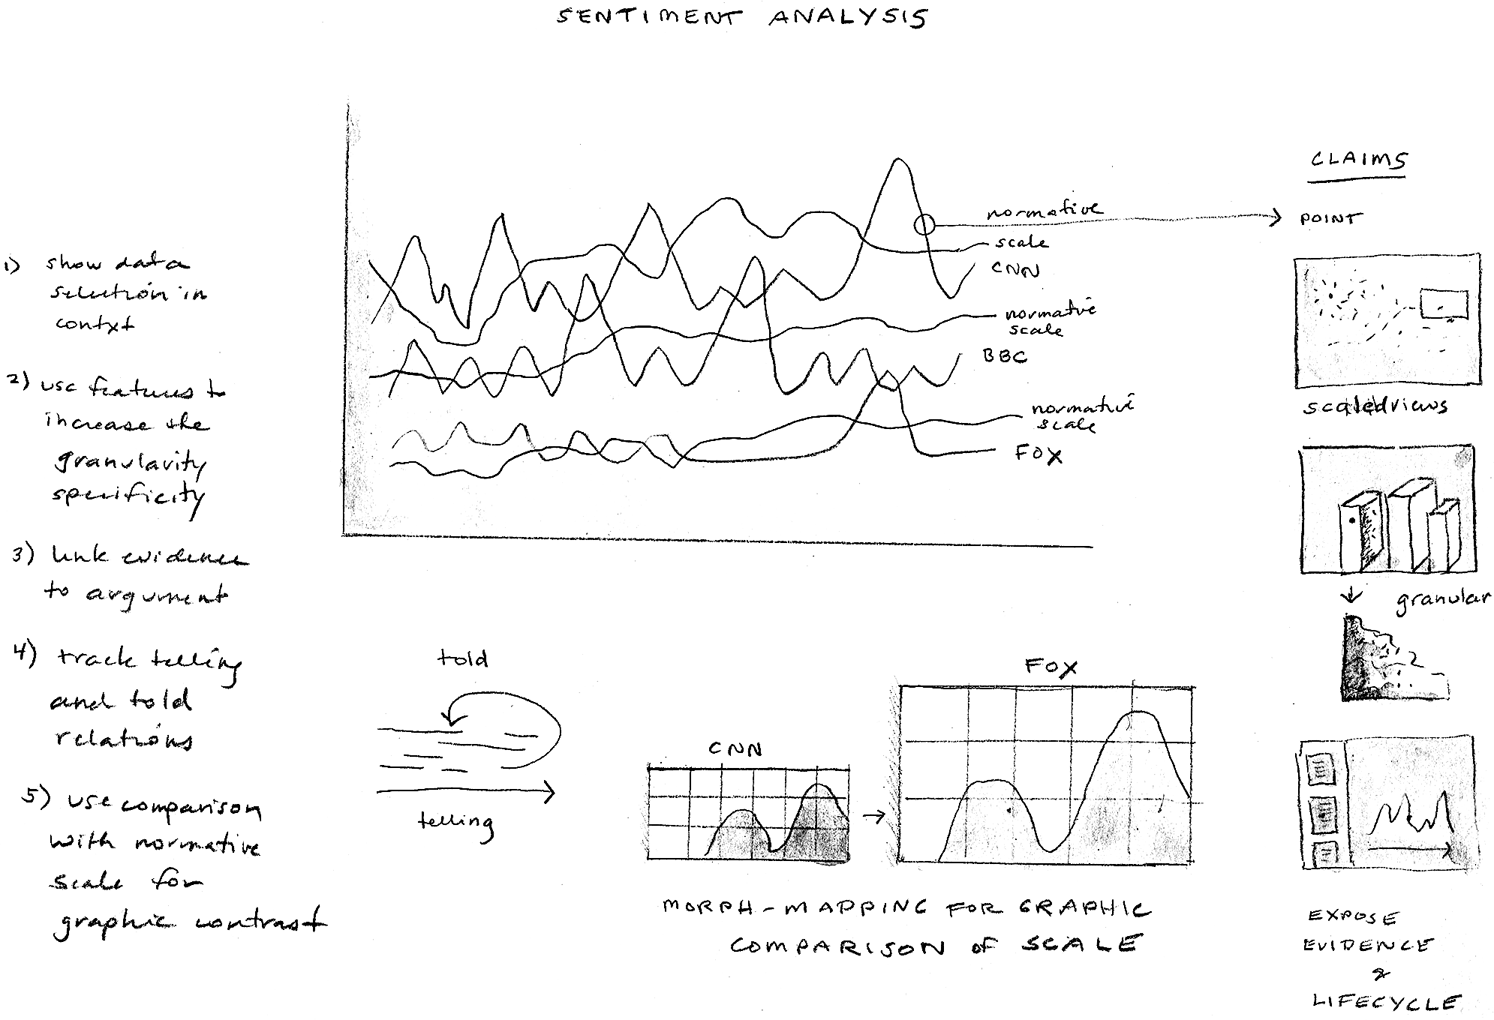 SENTIMENT ANALYSIS
1) show data
selection in
contxt
2) use features to
increase the
granularity
specificity
3) link evidence
to argument
4) track telling
and told
relations
5) use comparison
with normative
scale for
graphic contrast
normative
scale
CNN
normative
scale
BBC
normative
scale
FOX
told
telling
CNN
FOX
MORPH-MAPPING FOR GRAPHIC
COMPARISON OF SCALE
CLAIMS
POINT
scaled views
granular
EXPOSE
EVIDENCE
&
LIFECYCLE